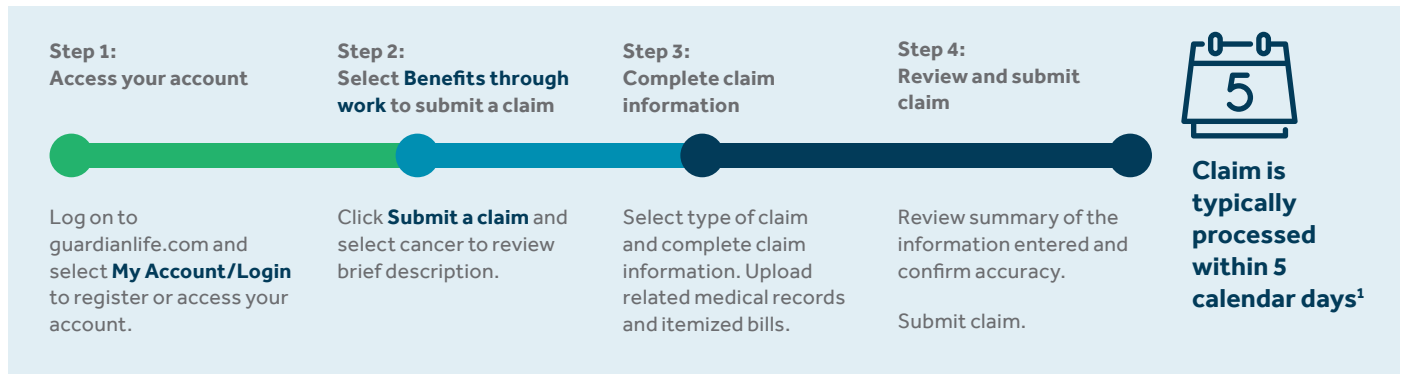 Step 1:
Access your account
Log on to
guardianlife.com and
select My Account/Login
to register or access your
account.
Step 2:
Select Benefits through
work to submit a claim
Click Submit a claim and
select cancer to review
brief description.
Step 3:
Complete claim
information
Select type of claim
and complete claim
information. Upload
related medical records
and itemized bills.
Step 4:
Review and submit
claim
Review summary of the
information entered and
confirm accuracy.
Submit claim.
5
Claim is
typically
processed
within 5
calendar days¹